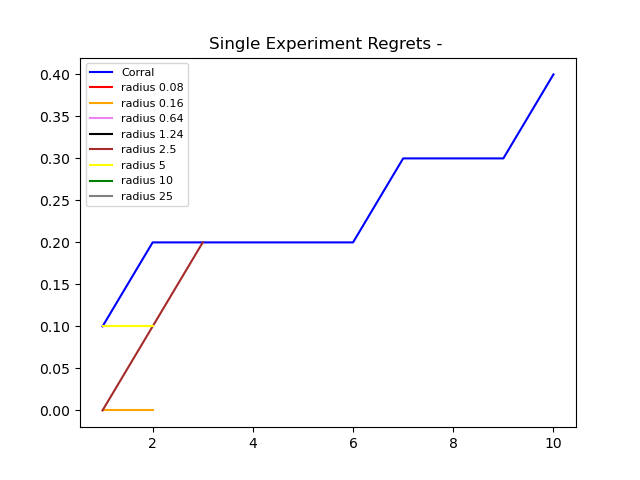 Single Experiment Regrets -
0.40
0.35
0.30
0.25
0.20
0.15
0.10
0.05
0.00
Corral
radius 0.08
radius 0.16
radius 0.64
radius 1.24
radius 2.5
radius 5
radius 10
radius 25
2 4 6 8 10